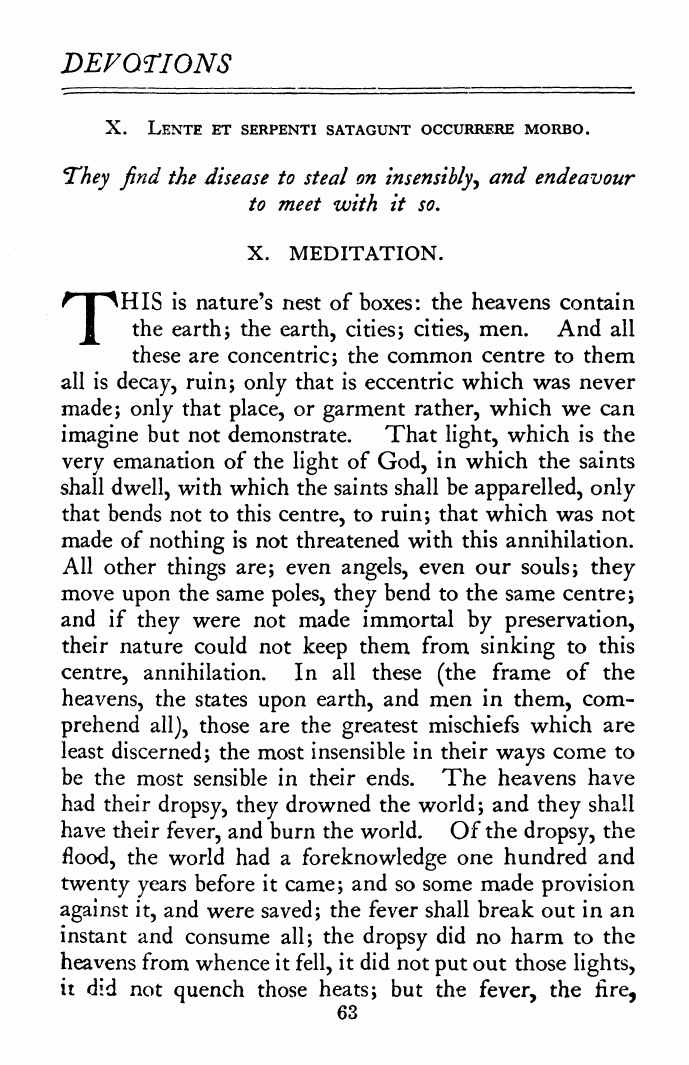 DEVOTIONS
X. LENTE ET SERPENTI SATAGUNT OCCURRERE MORBO.
They find the disease to steal on insensibly, and endeavour
to meet with it so.
X. MEDITATION.
THIS is nature's nest of boxes: the heavens contain
the earth; the earth, cities; cities, men. And all
these are concentric; the common centre to them
all is decay, ruin; only that is eccentric which was never
made; only that place, or garment rather, which we can
imagine but not demonstrate. That light, which is the
very emanation of the light of God, in which the saints
shall dwell, with which the saints shall be apparelled, only
that bends not to this centre, to ruin; that which was not
made of nothing is not threatened with this annihilation.
All other things are; even angels, even our souls; they
move upon the same poles, they bend to the same centre;
and if they were not made immortal by preservation,
their nature could not keep them from sinking to this
centre, annihilation. In all these (the frame of the
heavens, the states upon earth, and men in them, com-
prehend all), those are the greatest mischiefs which are
least discerned; the most insensible in their ways come to
be the most sensible in their ends. The heavens have
had their dropsy, they drowned the world; and they shall
have their fever, and burn the world. Of the dropsy, the
flood, the world had a foreknowledge one hundred and
twenty years before it came; and so some made provision
against it, and were saved; the fever shall break out in an
instant and consume all; the dropsy did no harm to the
heavens from whence it fell, it did not put out those lights,
it did not quench those heats; but the fever, the fire,
63